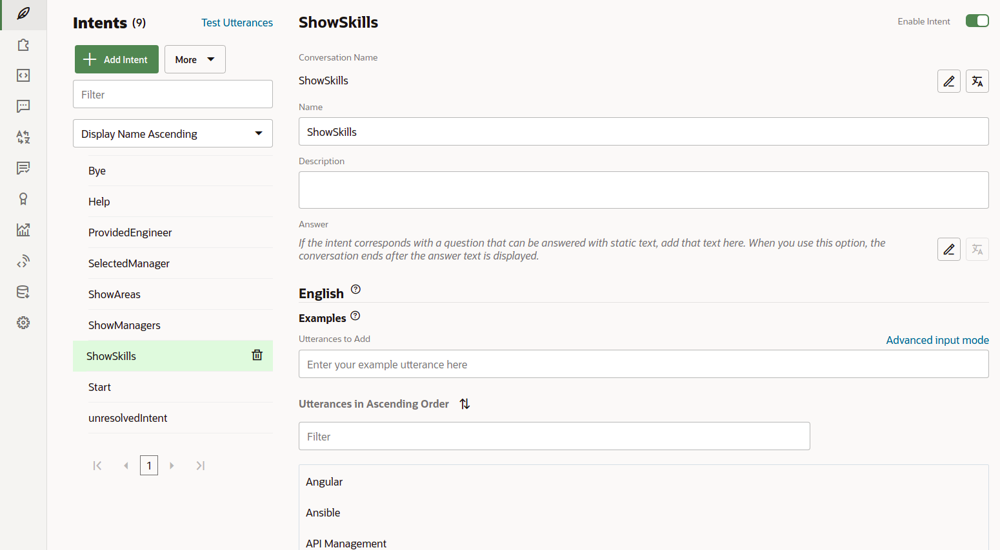 Intents (9)
Test Utterances
Add Intent
More
Filter
Display Name Ascending
Bye
Help
ProvidedEngineer
SelectedManager
ShowAreas
ShowManagers
ShowSkills
Start
unresolvedIntent
1
ShowSkills
Enable Intent
Conversation Name
ShowSkills
Name
ShowSkills
Description
Answer
If the intent corresponds with a question that can be answered with static text, add that text here. When you use this option, the
conversation ends after the answer text is displayed.
English
Examples
Utterances to Add
Advanced input mode
Enter your example utterance here
Utterances in Ascending Order
Filter
Angular
Ansible
API Management